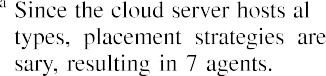 a Since the cloud server hosts al
types, placement strategies are
sary, resulting in 7 agents.